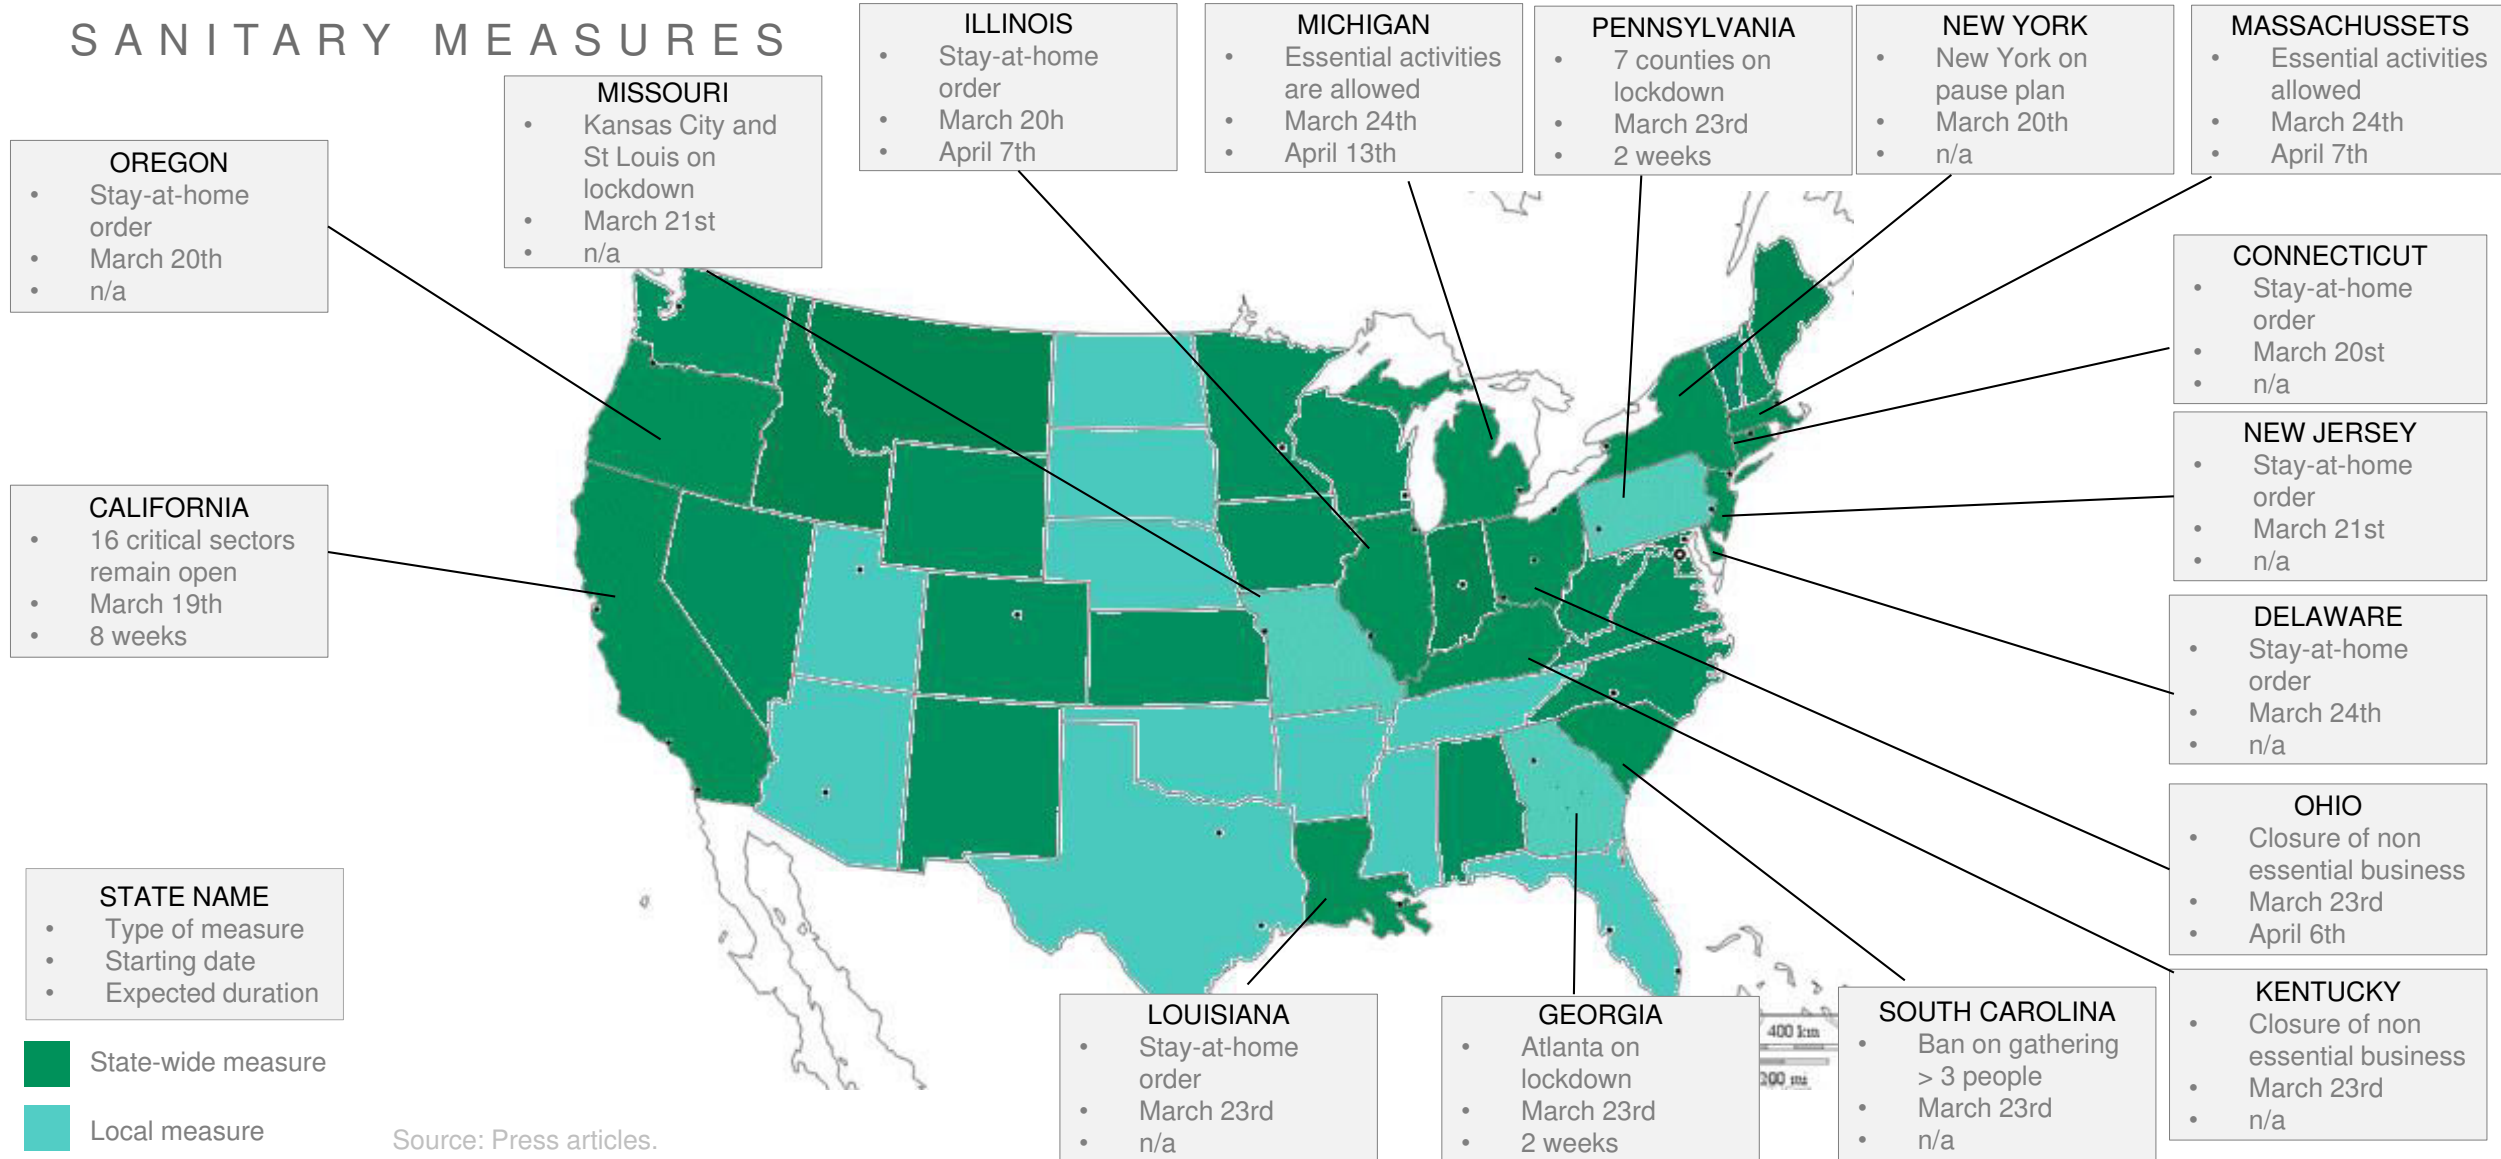 SANITARY MEASURES
ILLINOIS
• Stay-at-home
order
• March 20h
• April 7th
MICHIGAN
• Essential activities
are allowed
• March 24th
• April 13th
PENNSYLVANIA
• 7 counties on
lockdown
• March 23rd
• 2 weeks
NEW YORK
• New York on
pause plan
• March 20th
• n/a
MASSACHUSSETS
• Essential activities
allowed
• March 24th
• April 7th
MISSOURI
• Kansas City and
St Louis on
lockdown
• March 21st
• n/a
OREGON
• Stay-at-home
order
• March 20th
• n/a
CONNECTICUT
• Stay-at-home
order
• March 20st
• n/a
NEW JERSEY
• Stay-at-home
order
• March 21st
• n/a
CALIFORNIA
• 16 critical sectors
remain open
• March 19th
• 8 weeks
DELAWARE
• Stay-at-home
order
• March 24th
• n/a
OHIO
• Closure of non
essential business
• March 23rd
• April 6th
STATE NAME
• Type of measure
• Starting date
• Expected duration
KENTUCKY
• Closure of non
essential business
• March 23rd
• n/a
LOUISIANA
• Stay-at-home
order
• March 23rd
• n/a
GEORGIA
• Atlanta on
lockdown
• March 23rd
• 2 weeks
400 km
200 mi
SOUTH CAROLINA
• Ban on gathering
> 3 people
• March 23rd
• n/a
State-wide measure
Local measure
Source: Press articles.